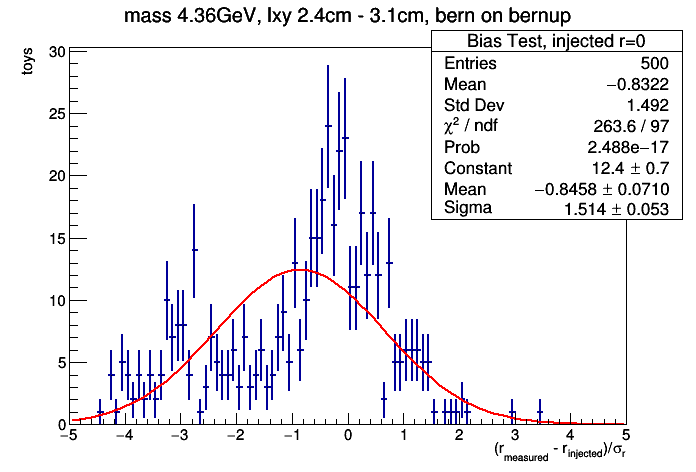 mass 4.36GeV, lxy 2.4cm - 3.1cm, bern on bernup
Bias Test, injected r=0
Entries 500
Mean −0.8322
Std Dev 1.492
χ² / ndf 263.6 / 97
Prob 2.488e−17
Constant 12.4 ± 0.7
Mean −0.8458 ± 0.0710
Sigma 1.514 ± 0.053
toys
30
25
20
15
10
5
0
−5 −4 −3 −2 −1 0 1 2 3 4 5
(r_measured - r_injected)/σ_r